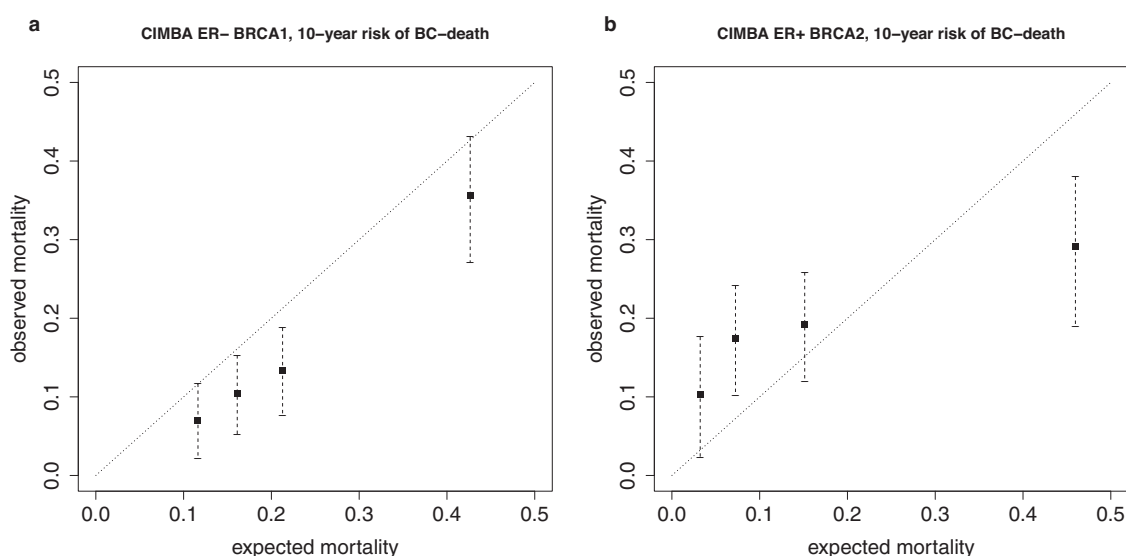 a
CIMBA ER− BRCA1, 10−year risk of BC−death
0.5
0.4
0.3
0.2
0.1
0.0
observed mortality
0.0 0.1 0.2 0.3 0.4 0.5
expected mortality
b
CIMBA ER+ BRCA2, 10−year risk of BC−death
0.5
0.4
0.3
0.2
0.1
0.0
observed mortality
0.0 0.1 0.2 0.3 0.4 0.5
expected mortality